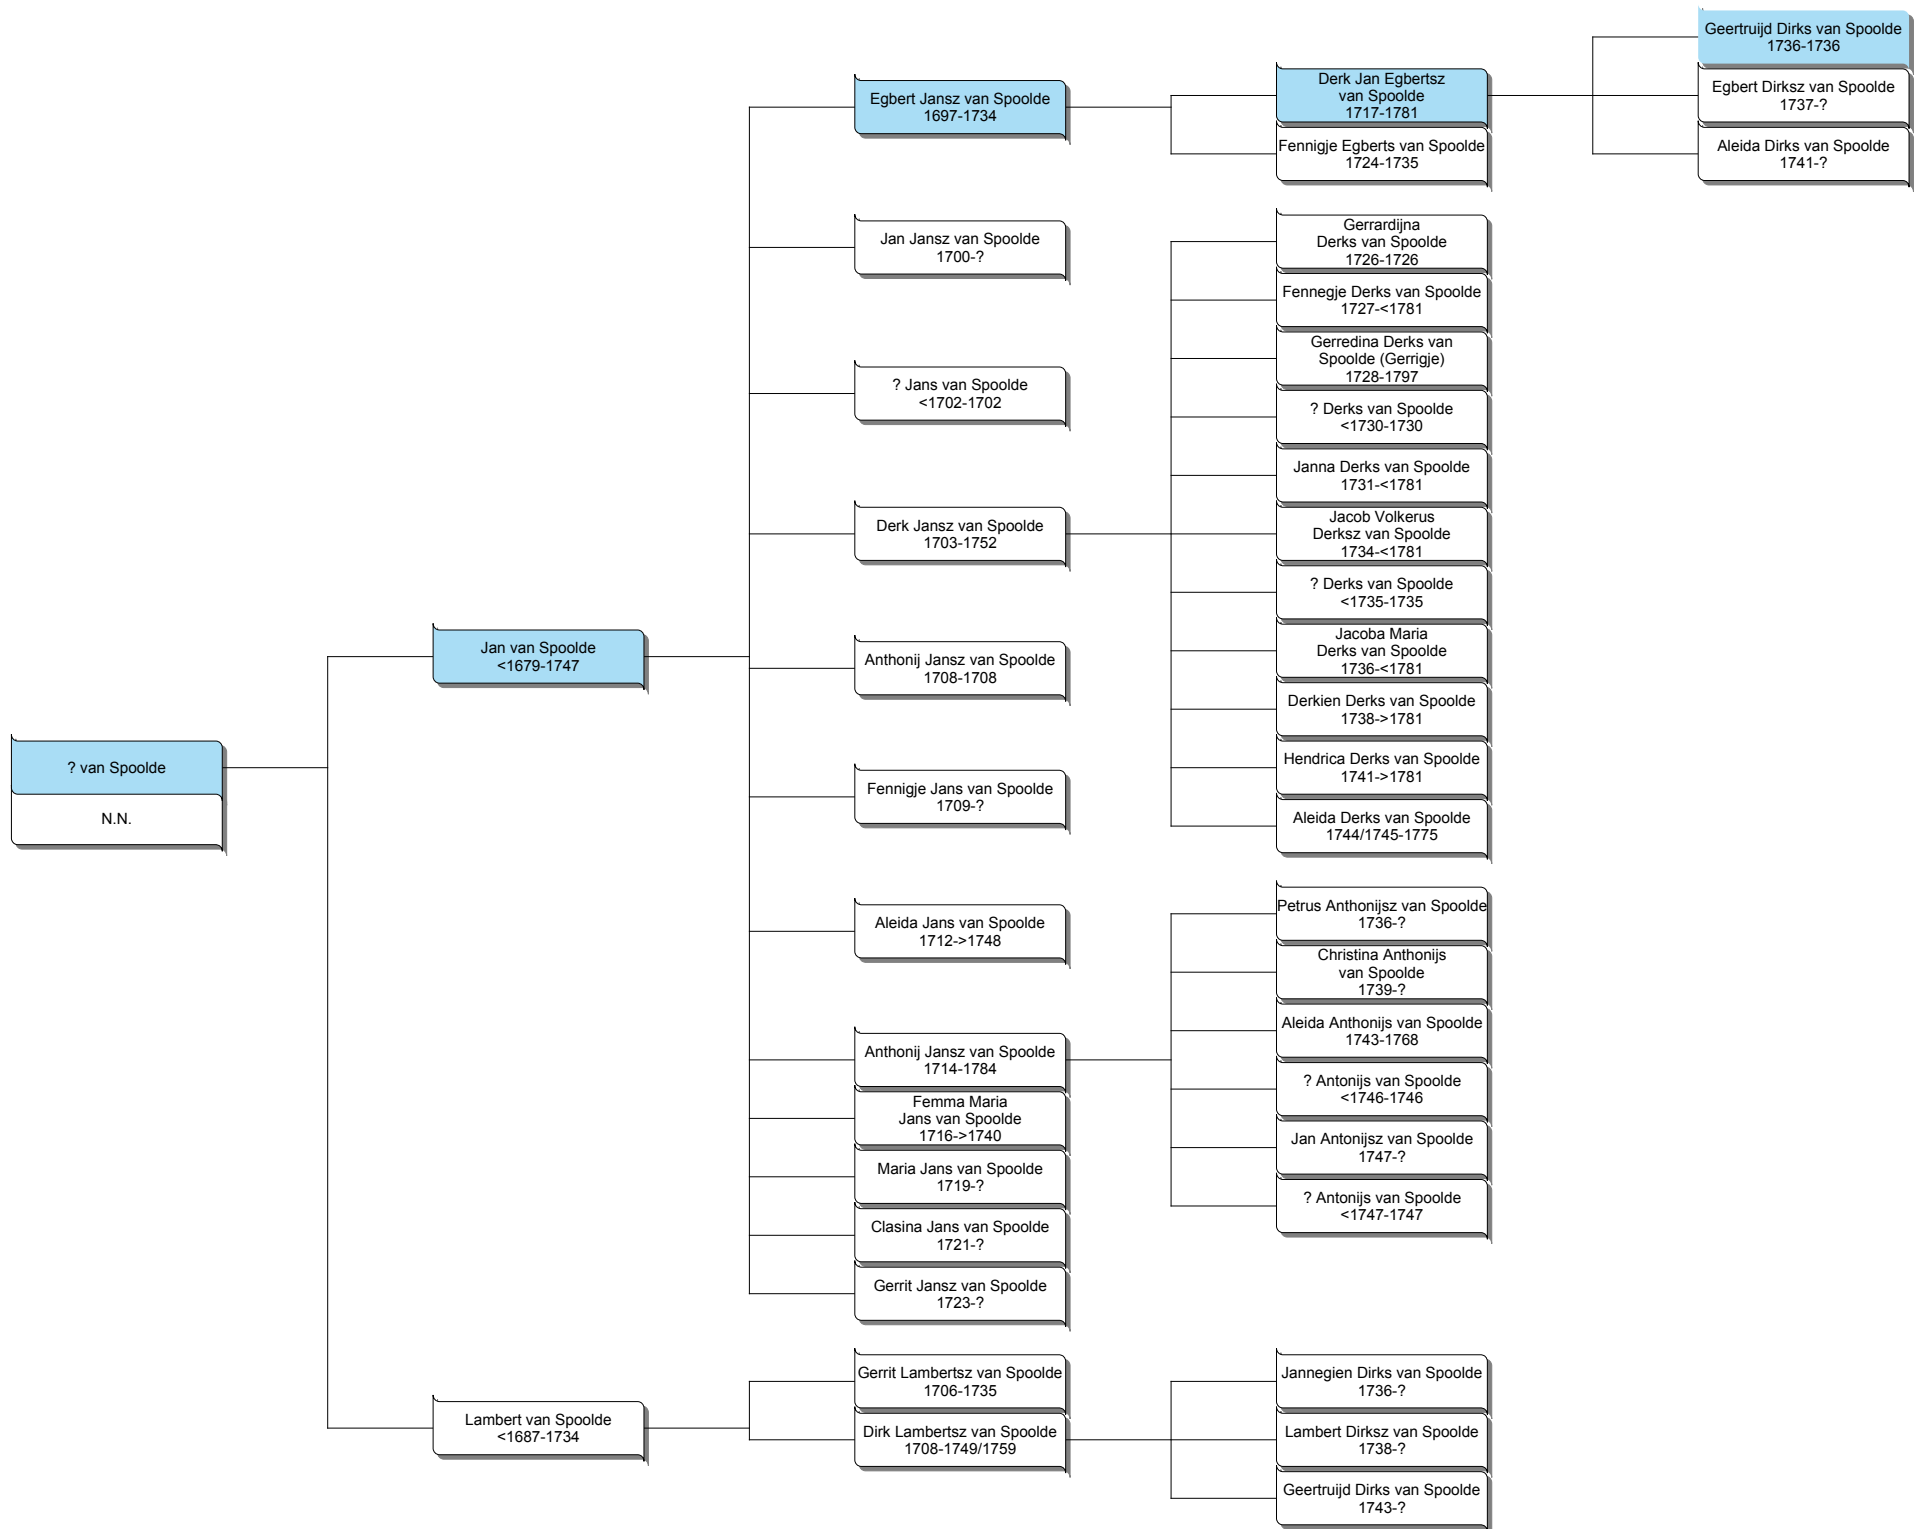 ? van Spoolde
N.N.
Jan van Spoolde
<1679-1747
Lambert van Spoolde
<1687-1734
Egbert Jansz van Spoolde
1697-1734
Jan Jansz van Spoolde
1700-?
? Jans van Spoolde
<1702-1702
Derk Jansz van Spoolde
1703-1752
Anthonij Jansz van Spoolde
1708-1708
Fennigje Jans van Spoolde
1709-?
Aleida Jans van Spoolde
1712->1748
Anthonij Jansz van Spoolde
1714-1784
Femma Maria
Jans van Spoolde
1716->1740
Maria Jans van Spoolde
1719-?
Clasina Jans van Spoolde
1721-?
Gerrit Jansz van Spoolde
1723-?
Gerrit Lambertsz van Spoolde
1706-1735
Dirk Lambertsz van Spoolde
1708-1749/1759
Derk Jan Egbertsz
van Spoolde
1717-1781
Fennigje Egberts van Spoolde
1724-1735
Gerrardijna
Derks van Spoolde
1726-1726
Fennegje Derks van Spoolde
1727-<1781
Gerredina Derks van
Spoolde (Gerrigje)
1728-1797
? Derks van Spoolde
<1730-1730
Janna Derks van Spoolde
1731-<1781
Jacob Volkerus
Derksz van Spoolde
1734-<1781
? Derks van Spoolde
<1735-1735
Jacoba Maria
Derks van Spoolde
1736-<1781
Derkien Derks van Spoolde
1738->1781
Hendrica Derks van Spoolde
1741->1781
Aleida Derks van Spoolde
1744/1745-1775
Petrus Anthonijsz van Spoolde
1736-?
Christina Anthonijs
van Spoolde
1739-?
Aleida Anthonijs van Spoolde
1743-1768
? Antonijs van Spoolde
<1746-1746
Jan Antonijsz van Spoolde
1747-?
? Antonijs van Spoolde
<1747-1747
Jannegien Dirks van Spoolde
1736-?
Lambert Dirksz van Spoolde
1738-?
Geertruijd Dirks van Spoolde
1743-?
Geertruijd Dirks van Spoolde
1736-1736
Egbert Dirksz van Spoolde
1737-?
Aleida Dirks van Spoolde
1741-?